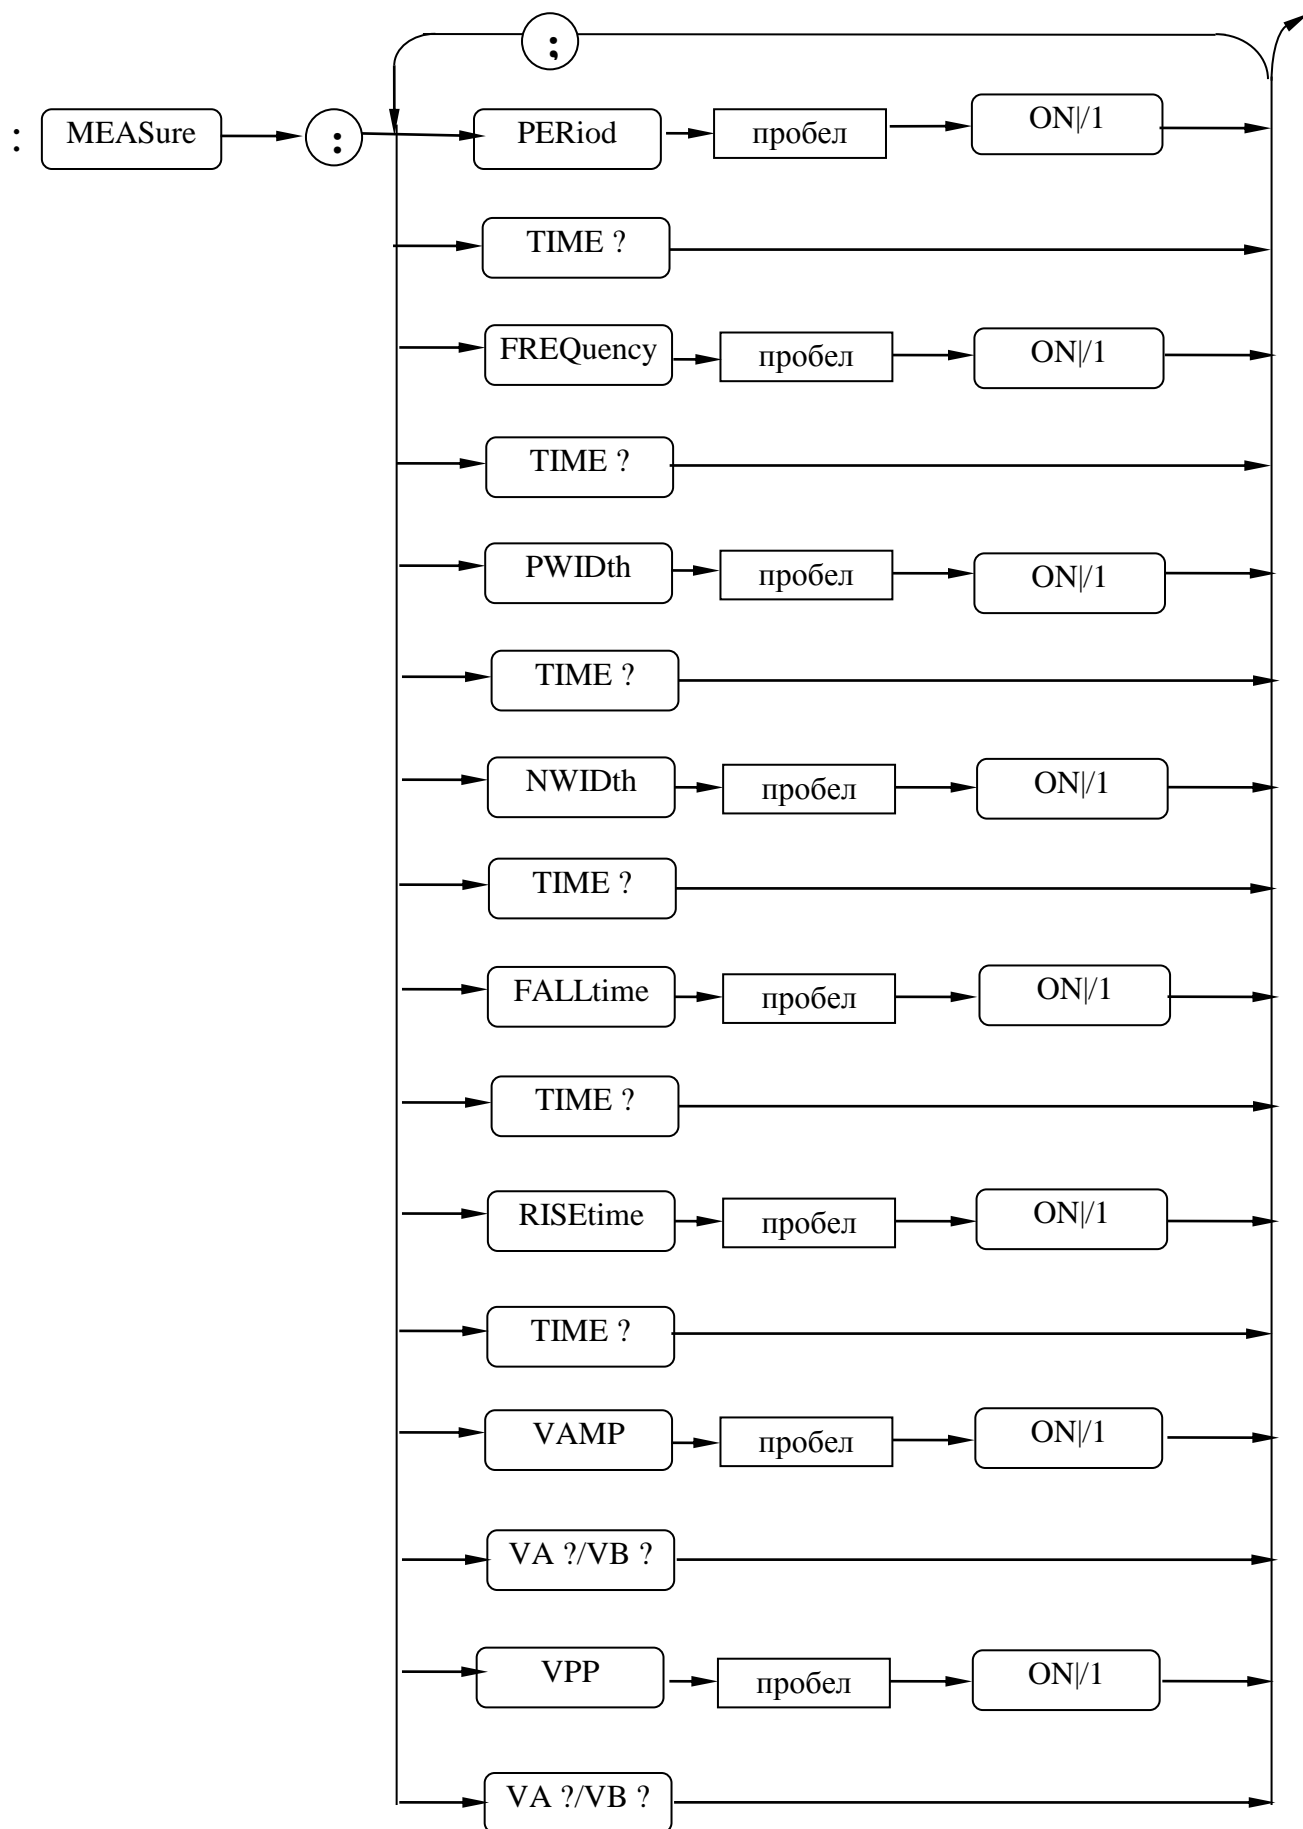 ;
: MEASure : PERiod пробел ON|/1
TIME ?
FREQuency пробел ON|/1
TIME ?
PWIDth пробел ON|/1
TIME ?
NWIDth пробел ON|/1
TIME ?
FALLtime пробел ON|/1
TIME ?
RISEtime пробел ON|/1
TIME ?
VAMP пробел ON|/1
VA ?/VB ?
VPP пробел ON|/1
VA ?/VB ?